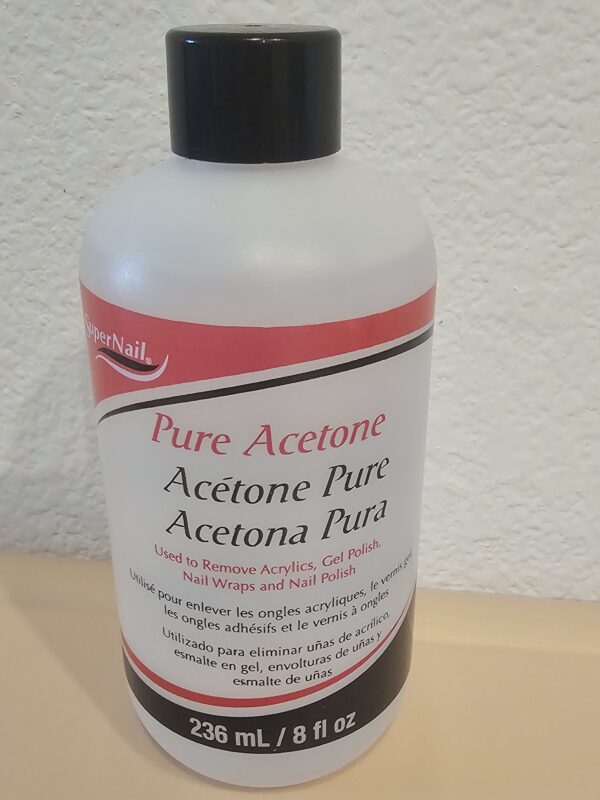 SuperNail®
Pure Acetone
Acétone Pure
Acetona Pura
Used to Remove Acrylics, Gel Polish,
Nail Wraps and Nail Polish
Utilisé pour enlever les ongles acryliques, le vernis gel,
les ongles adhésifs et le vernis à ongles
Utilizado para eliminar uñas de acrílico,
esmalte en gel, envolturas de uñas y
esmalte de uñas
236 mL / 8 fl oz